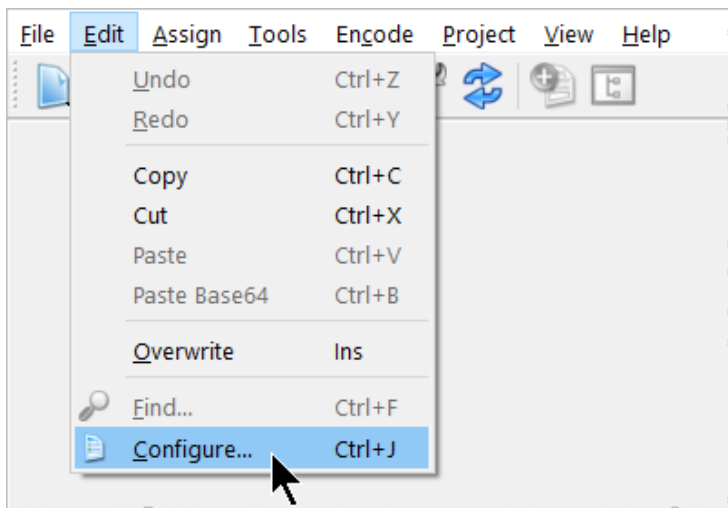 File Edit Assign Tools Encode Project View Help
Undo Ctrl+Z
Redo Ctrl+Y
Copy Ctrl+C
Cut Ctrl+X
Paste Ctrl+V
Paste Base64 Ctrl+B
Overwrite Ins
Find... Ctrl+F
Configure... Ctrl+J